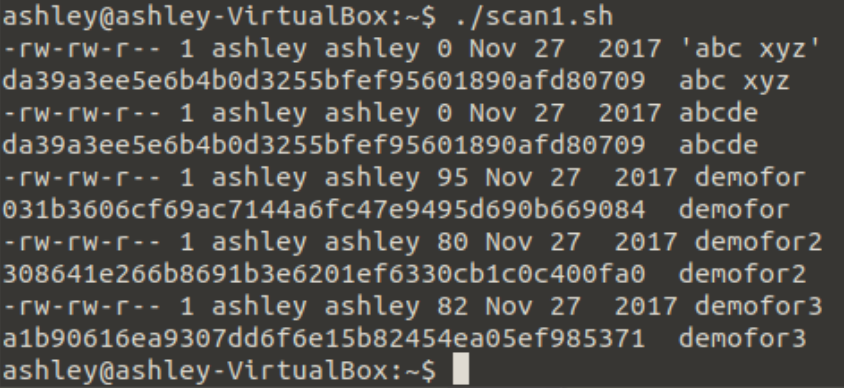 ashley@ashley-VirtualBox:~$ ./scan1.sh
-rw-rw-r-- 1 ashley ashley 0 Nov 27  2017 'abc xyz'
da39a3ee5e6b4b0d3255bfef95601890afd80709  abc xyz
-rw-rw-r-- 1 ashley ashley 0 Nov 27  2017 abcde
da39a3ee5e6b4b0d3255bfef95601890afd80709  abcde
-rw-rw-r-- 1 ashley ashley 95 Nov 27  2017 demofor
031b3606cf69ac7144a6fc47e9495d690b669084  demofor
-rw-rw-r-- 1 ashley ashley 80 Nov 27  2017 demofor2
308641e266b8691b3e6201ef6330cb1c0c400fa0  demofor2
-rw-rw-r-- 1 ashley ashley 82 Nov 27  2017 demofor3
a1b90616ea9307dd6f6e15b82454ea05ef985371  demofor3
ashley@ashley-VirtualBox:~$